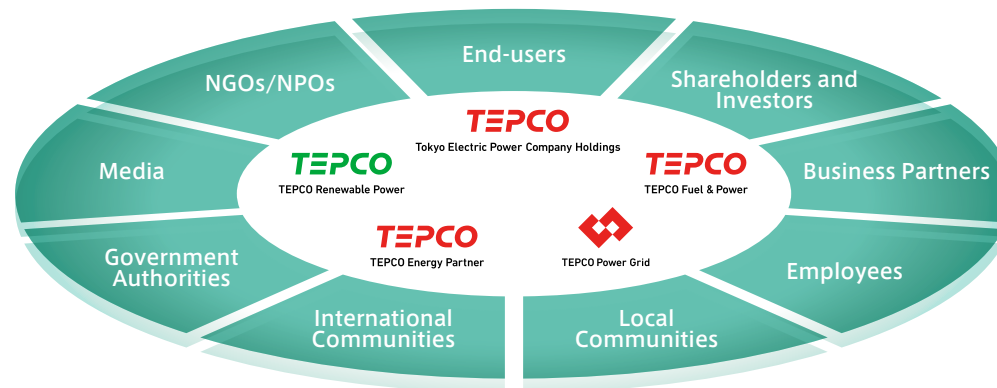 End-users
NGOs/NPOs
Shareholders and
Investors
TEPCO
Tokyo Electric Power Company Holdings
Media
TEPCO
TEPCO Renewable Power
TEPCO
TEPCO Fuel & Power
Business Partners
TEPCO
TEPCO Energy Partner
TEPCO Power Grid
Government
Authorities
Employees
International
Communities
Local
Communities